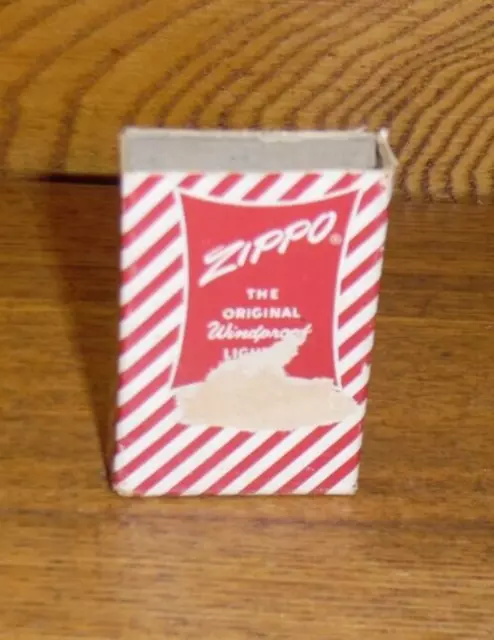 ZIPPO®
THE
ORIGINAL
Windproof